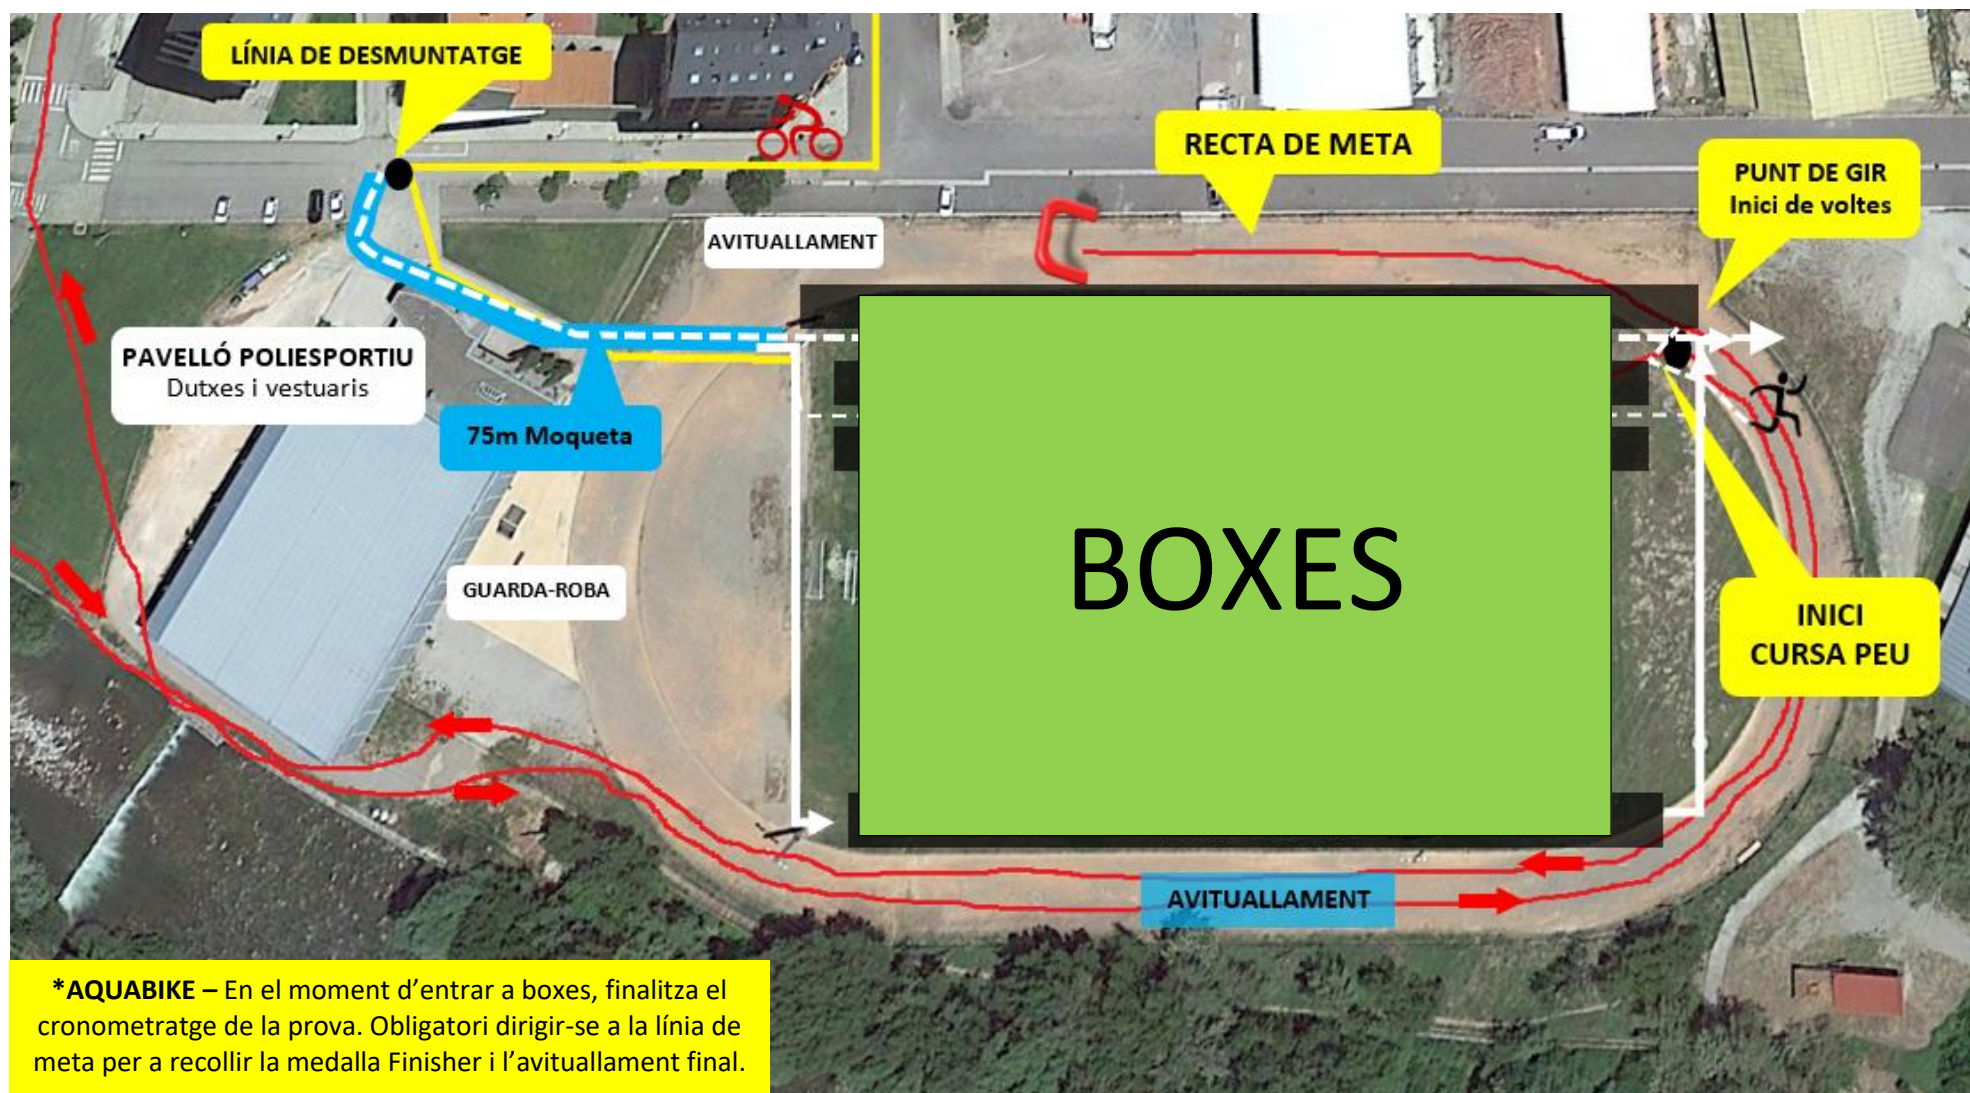 LÍNIA DE DESMUNTATGE
RECTA DE META
PUNT DE GIR
Inici de voltes
AVITUALLAMENT
PAVELLÓ POLIESPORTIU
Dutxes i vestuaris
75m Moqueta
BOXES
GUARDA-ROBA
INICI
CURSA PEU
AVITUALLAMENT
*AQUABIKE – En el moment d’entrar a boxes, finalitza el
cronometratge de la prova. Obligatori dirigir-se a la línia de
meta per a recollir la medalla Finisher i l’avituallament final.